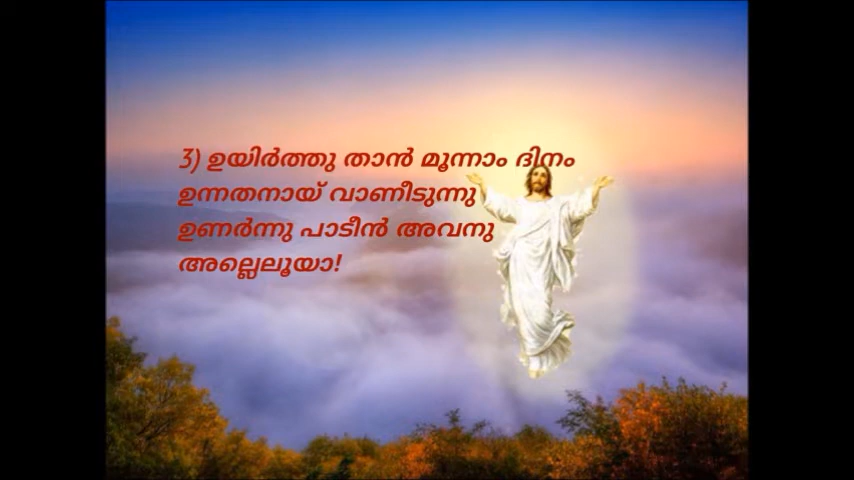 3) ഉയിർത്തു താൻ മൂന്നാം ദിനം
ഉന്നതനായ് വാണീടുന്നു
ഉണർന്നു പാടീൻ അവനു
അല്ലെലൂയാ!